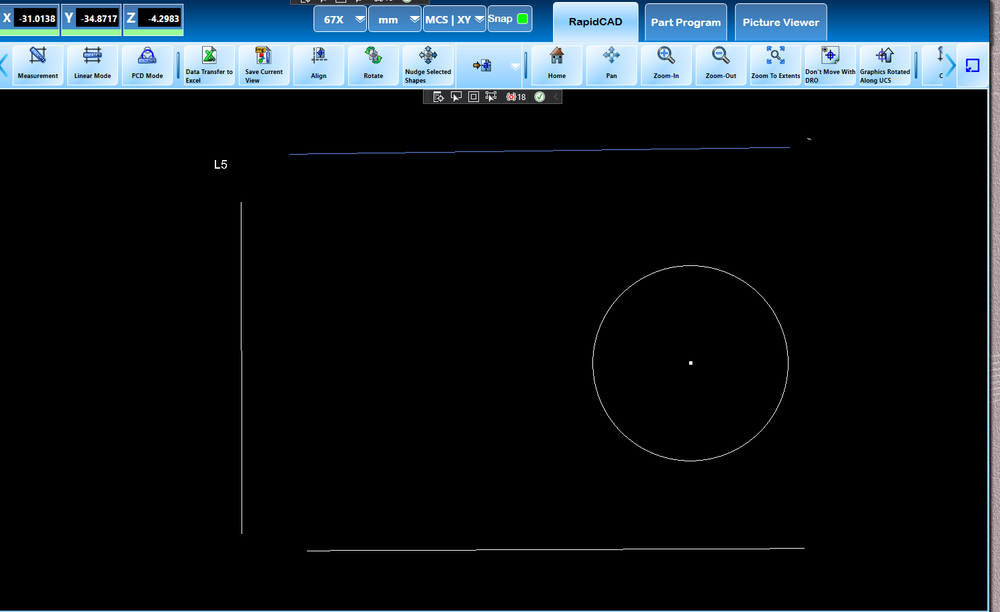 X -31.0138 Y -34.8717 Z -4.2983
67X mm MCS | XY Snap
RapidCAD Part Program Picture Viewer
Measurement
Linear Mode
PCD Mode
Data Transfer to
Excel
Save Current
View
Align
Rotate
Nudge Selected
Shapes
Home
Pan
Zoom-In
Zoom-Out
Zoom To Extents
Don't Move With
DRO
Graphics Rotated
Along UCS
18
L5